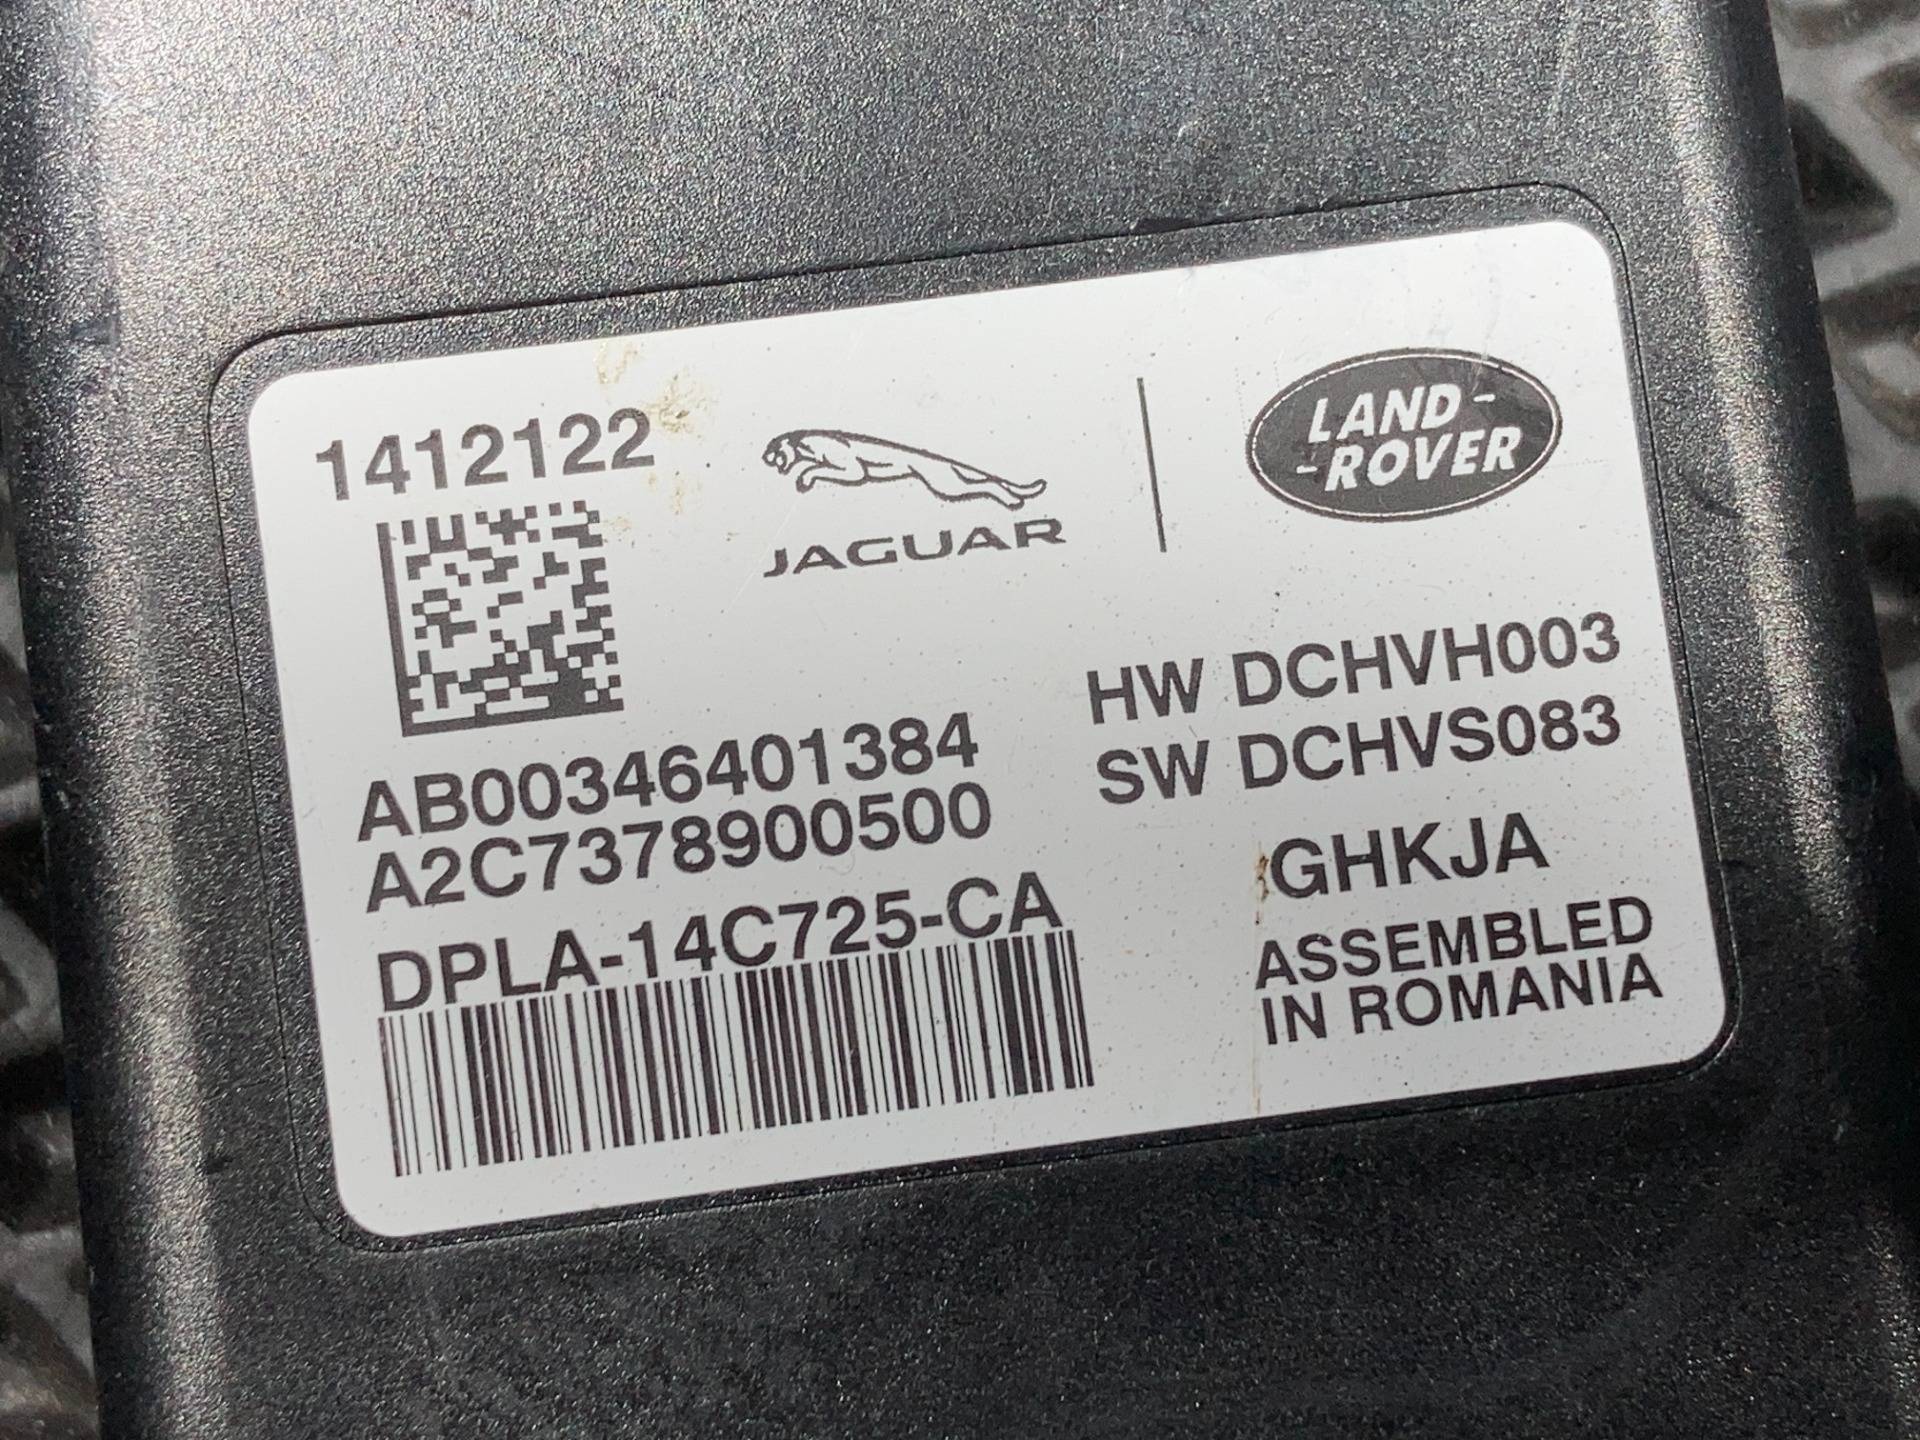 1412122
JAGUAR
LAND-
-ROVER
HW DCHVH003
SW DCHVS083
AB00346401384
A2C7378900500
DPLA-14C725-CA
GHKJA
ASSEMBLED
IN ROMANIA